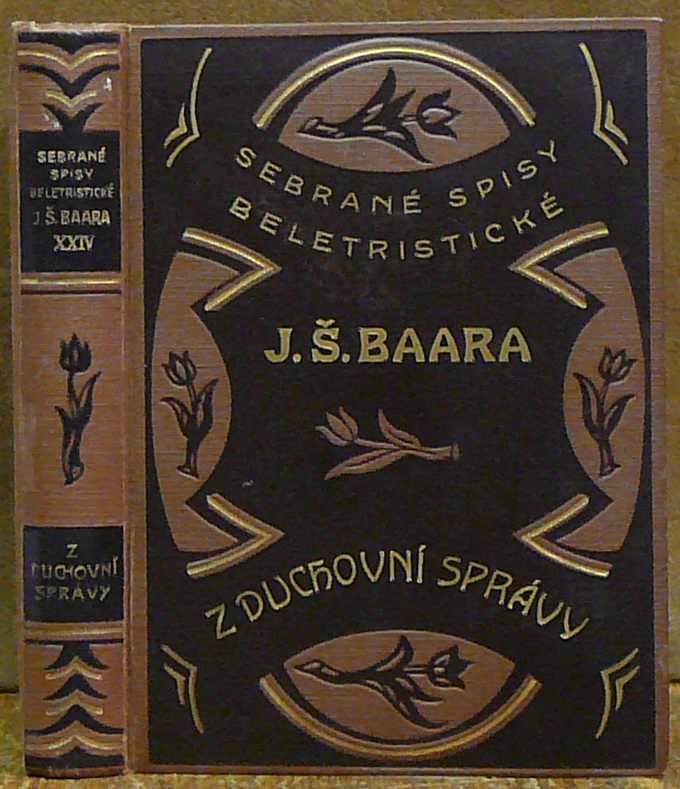 SEBRANÉ
SPISY
BELETRISTICKÉ
J.Š.BAARA
XXIV
Z
DUCHOVNÍ
SPRÁVY
SEBRANÉ SPISY
BELETRISTICKÉ
J.Š.BAARA
Z DUCHOVNÍ SPRÁVY